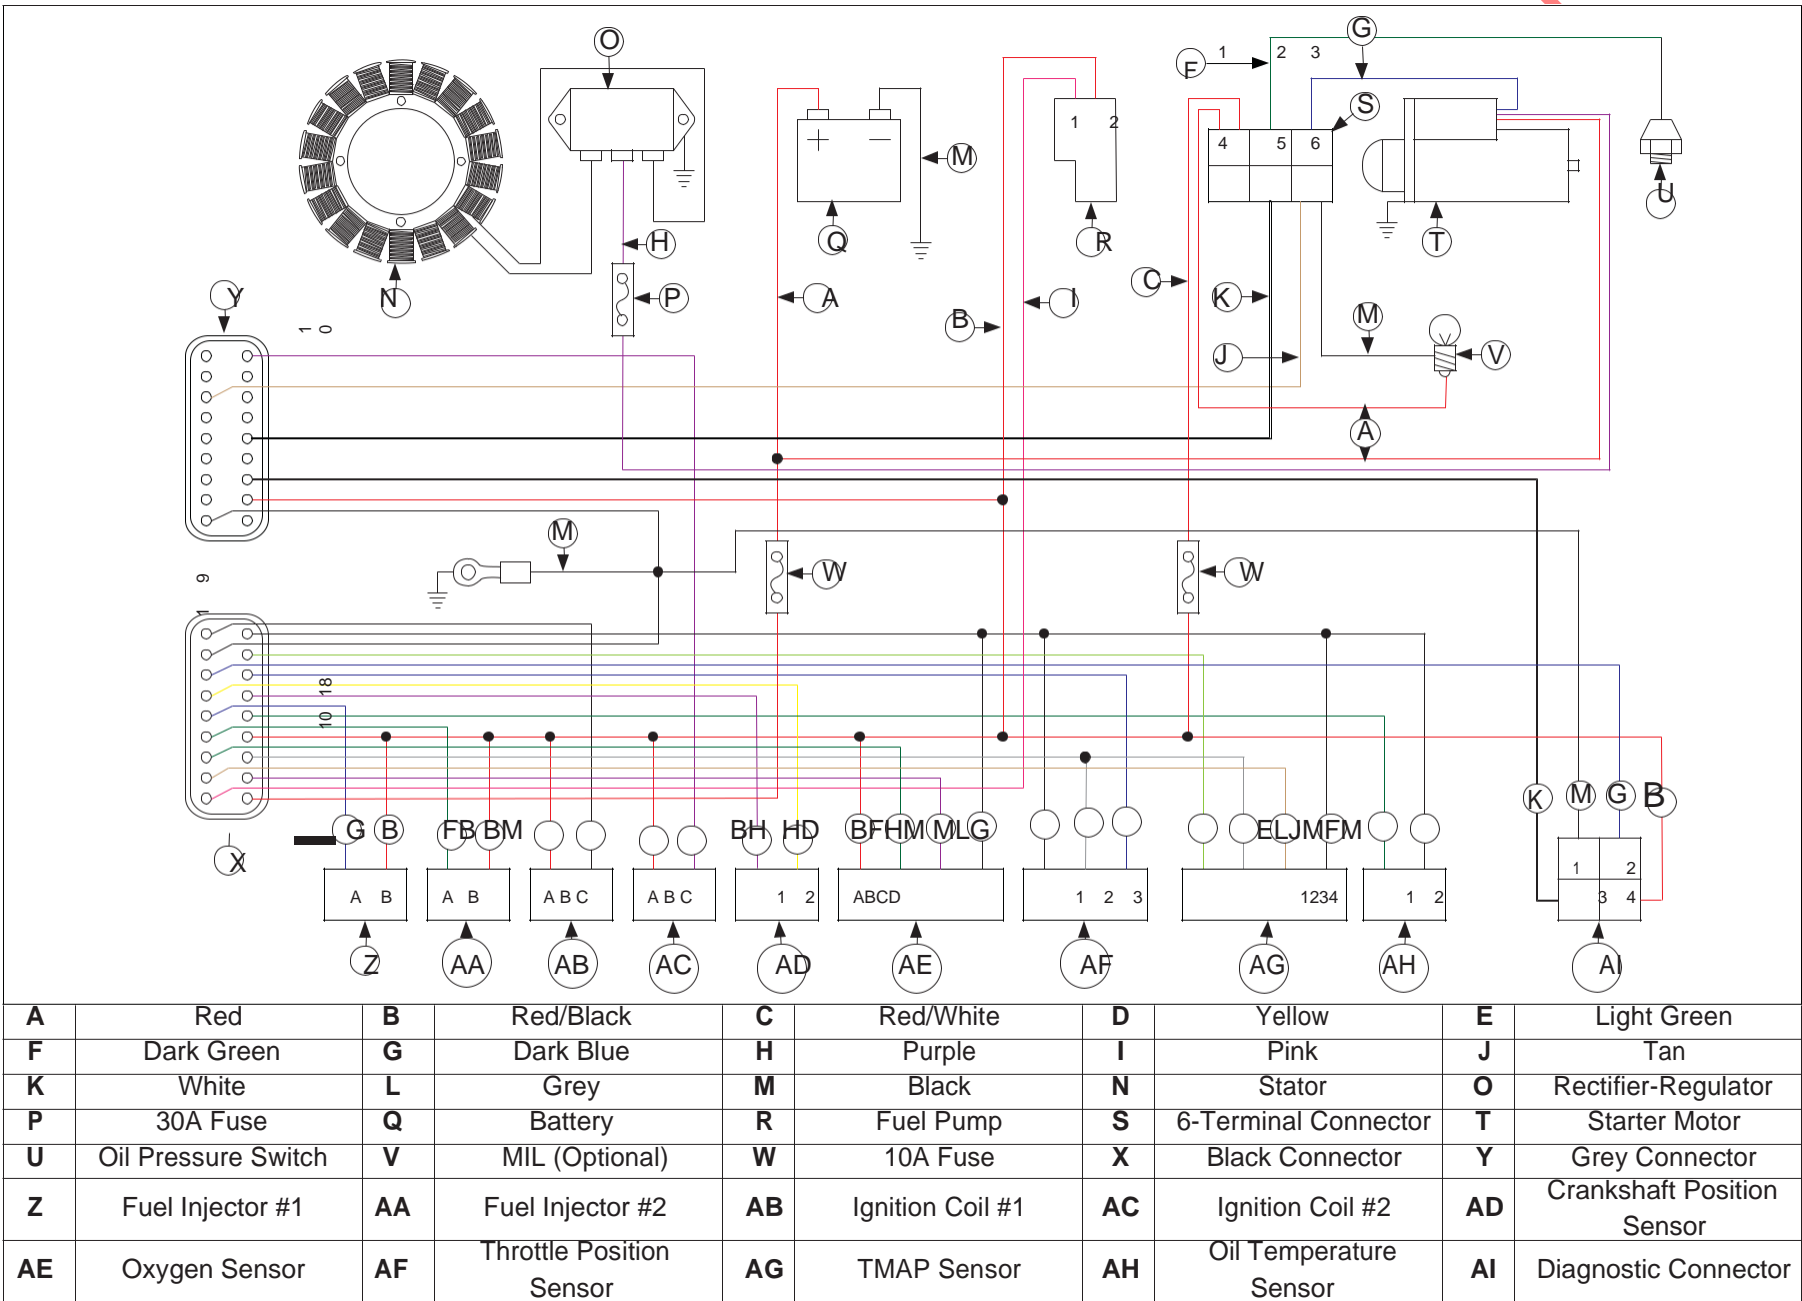 O
G
F 1 2 3
S
4 5 6
1 2
+ −
M
U
H
Q
R
T
Y
N
P
A
C
I
K
B
M
J
V
1 0
A
M
W
W
9
1
18
10
G B
FB BM
BH HD
BFHM MLG
ELJMFM
K M G B
X
A B
A B
A B C
A B C
1 2
ABCD
1 2 3
1234
1 2
1 2
3 4
Z AA AB AC AD AE AF AG AH AI
A Red B Red/Black C Red/White D Yellow E Light Green
F Dark Green G Dark Blue H Purple I Pink J Tan
K White L Grey M Black N Stator O Rectifier-Regulator
P 30A Fuse Q Battery R Fuel Pump S 6-Terminal Connector T Starter Motor
U Oil Pressure Switch V MIL (Optional) W 10A Fuse X Black Connector Y Grey Connector
Z Fuel Injector #1 AA Fuel Injector #2 AB Ignition Coil #1 AC Ignition Coil #2 AD Crankshaft Position
Sensor
AE Oxygen Sensor AF Throttle Position
Sensor AG TMAP Sensor AH Oil Temperature
Sensor AI Diagnostic Connector